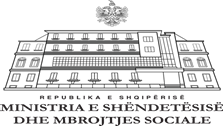 REPUBLIKA E SHQIPËRISË
MINISTRIA E SHËNDETËSISË
DHE MBROJTJES SOCIALE